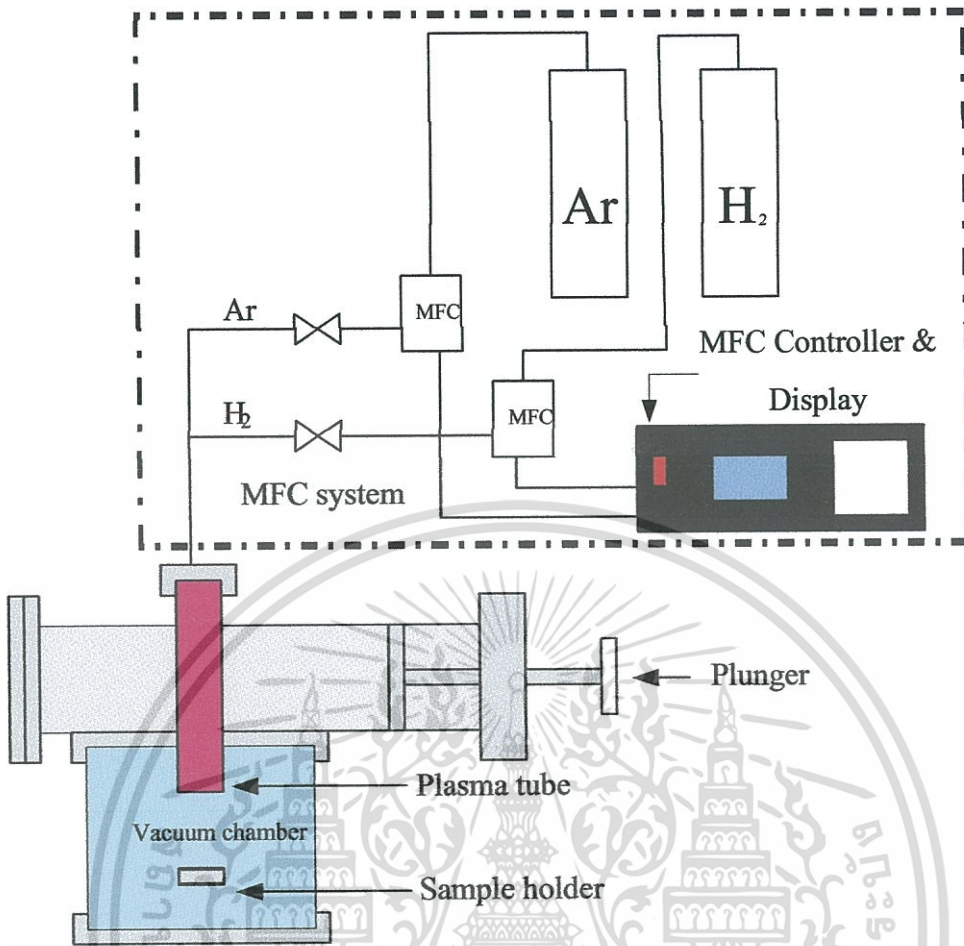 Ar
H₂
MFC
Ar
MFC Controller &
Display
MFC
H₂
MFC system
Plunger
Plasma tube
Vacuum chamber
Sample holder